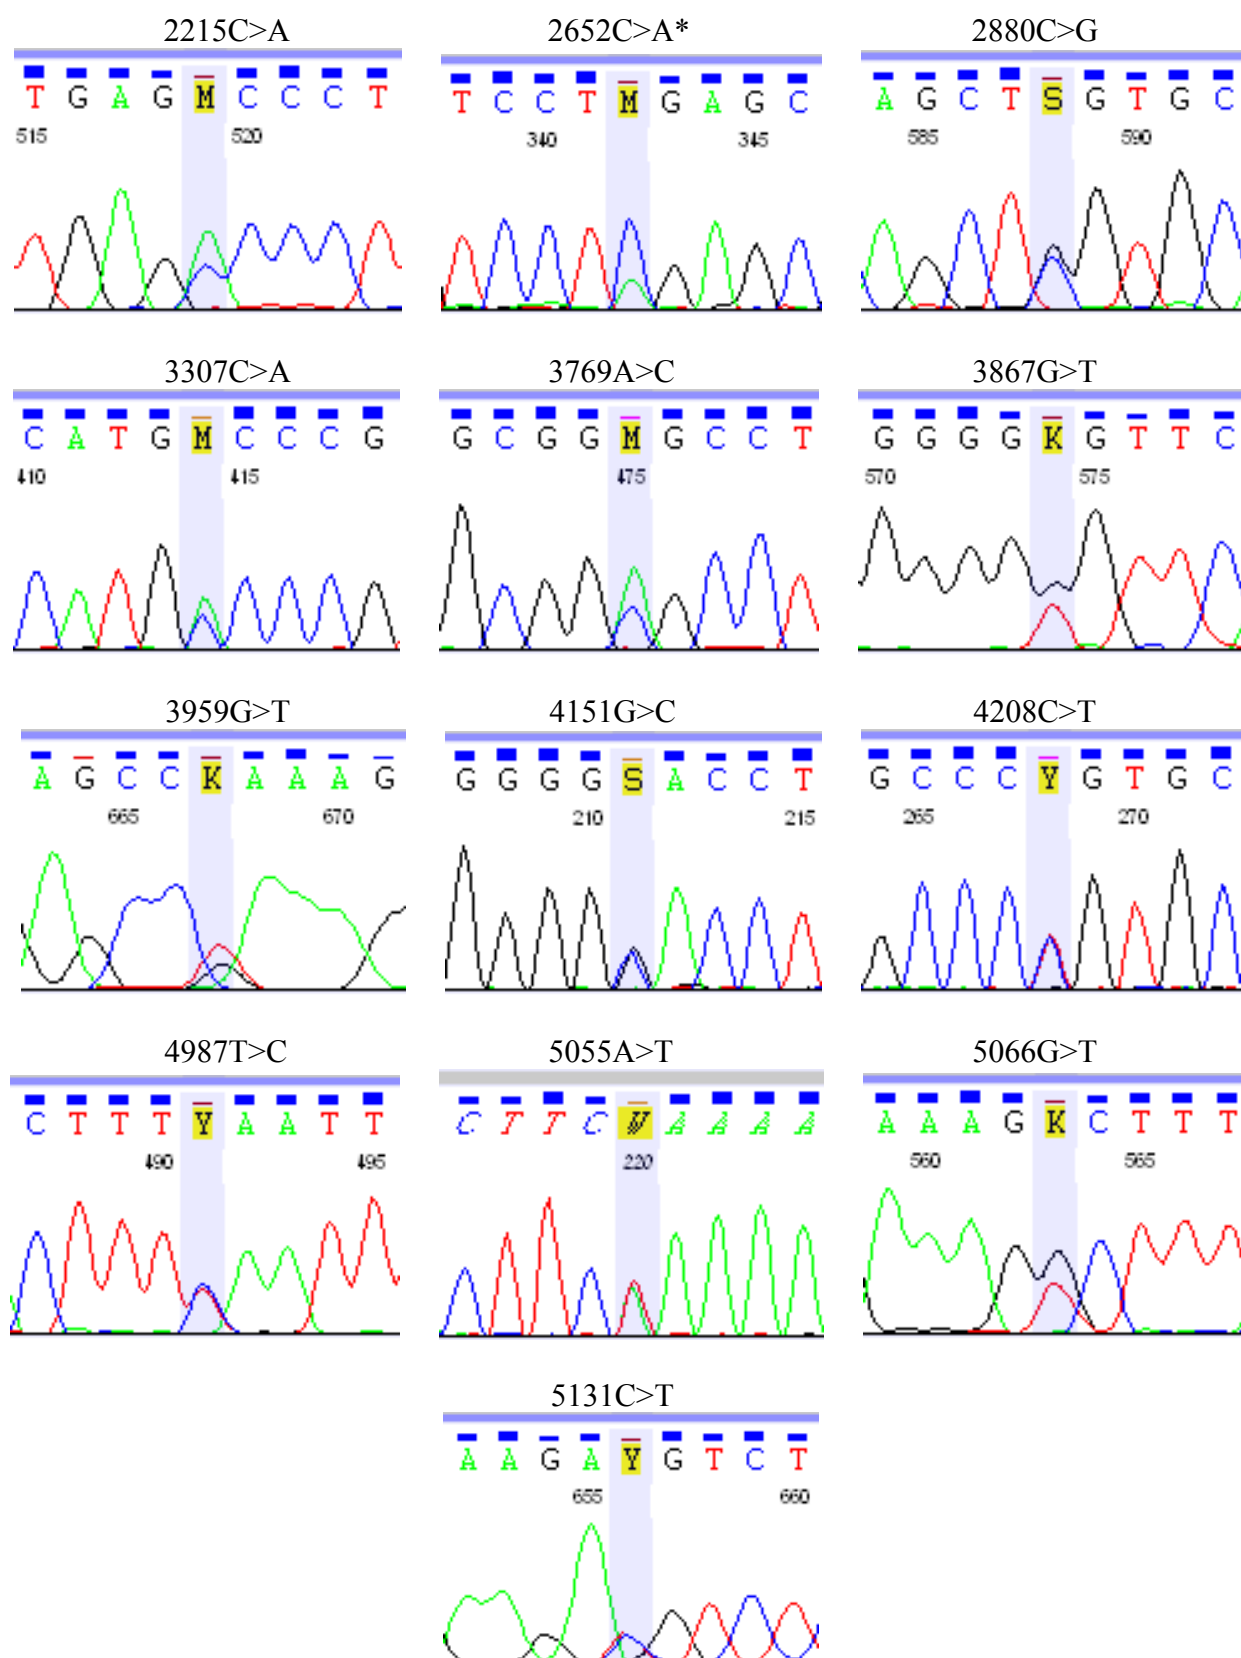 2215C>A 2652C>A* 2880C>G
T G A G M C C C T T C C T M G A G C A G C T S G T G C
515 520 340 345 585 590
3307C>A 3769A>C 3867G>T
C A T G M C C C G G C G G M G C C T G G G G K G T T C
410 415 475 570 575
3959G>T 4151G>C 4208C>T
A G C C K A A A G G G G G S A C C T G C C C Y G T G C
665 670 210 215 265 270
4987T>C 5055A>T 5066G>T
C T T T Y A A T T C T T C W A A A A A A A G K C T T T
490 495 220 560 565
5131C>T
A A G A Y G T C T
655 660